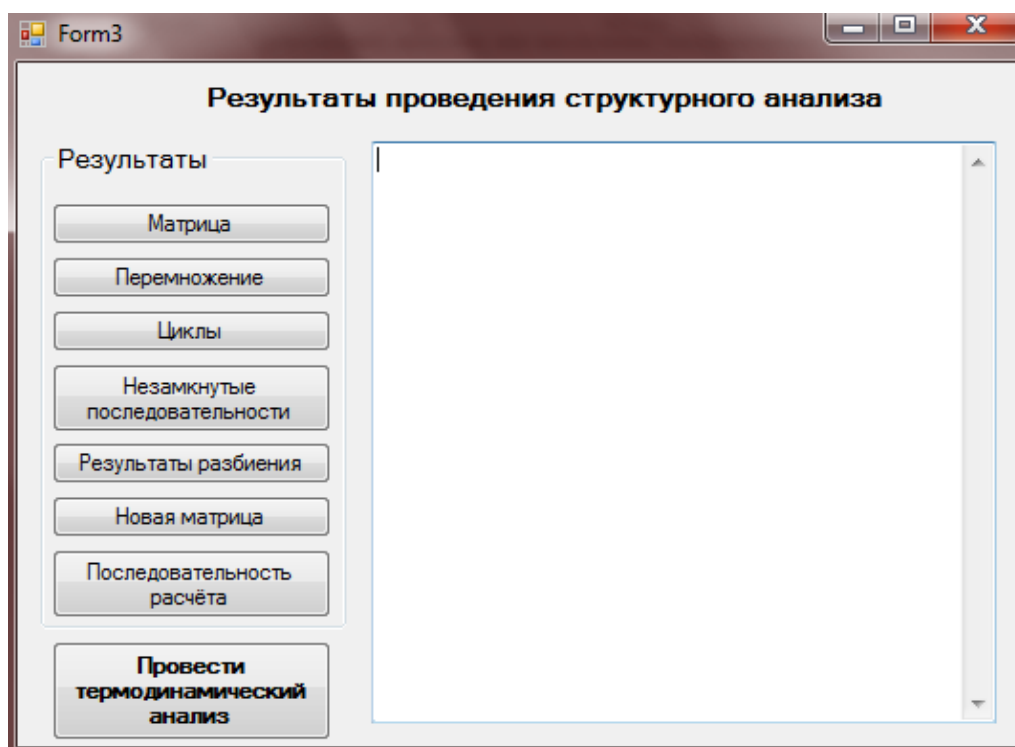 Form3
Результаты проведения структурного анализа
Результаты
Матрица
Перемножение
Циклы
Незамкнутые
последовательности
Результаты разбиения
Новая матрица
Последовательность
расчёта
Провести
термодинамический
анализ